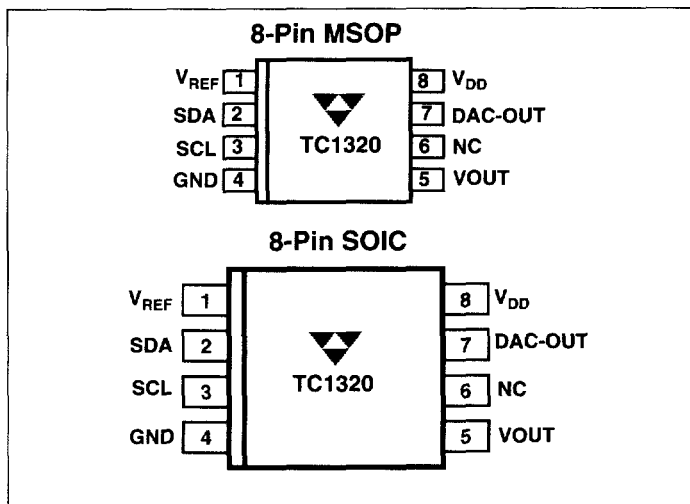 8-Pin MSOP
VREF 1 8 VDD
SDA 2 7 DAC-OUT
TC1320
SCL 3 6 NC
GND 4 5 VOUT
8-Pin SOIC
VREF 1 8 VDD
SDA 2 7 DAC-OUT
TC1320
SCL 3 6 NC
GND 4 5 VOUT